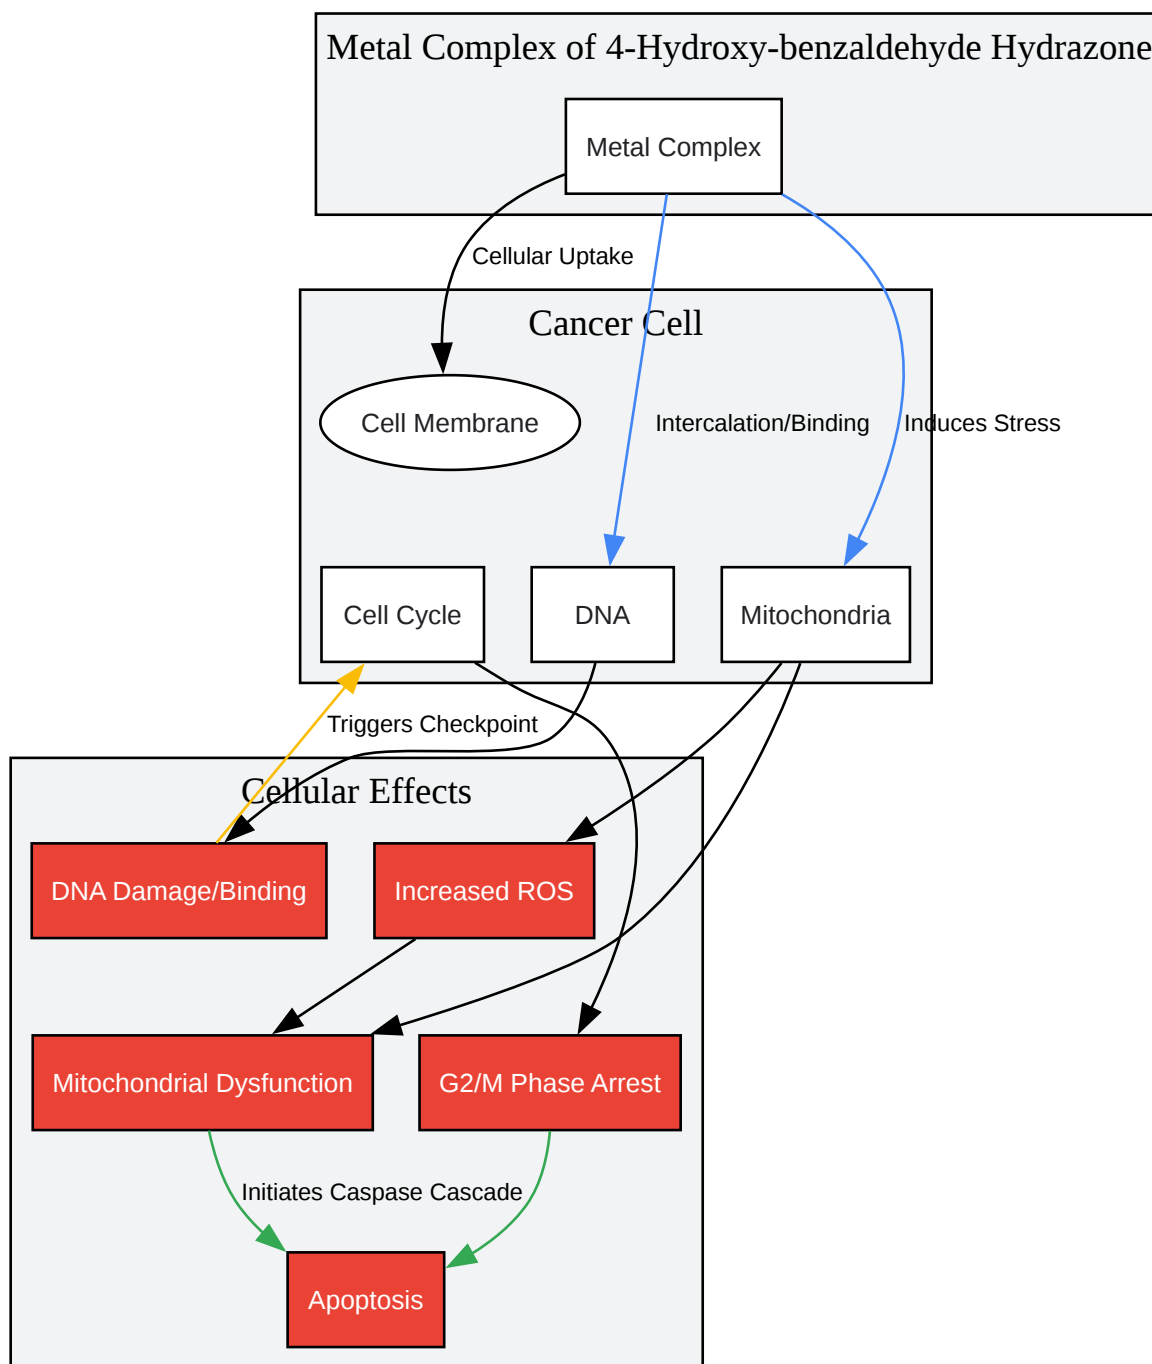 Metal Complex of 4-Hydroxy-benzaldehyde Hydrazone
Metal Complex
Cellular Uptake
Cancer Cell
Cell Membrane
Intercalation/Binding
Induces Stress
Cell Cycle
DNA
Mitochondria
Triggers Checkpoint
Cellular Effects
DNA Damage/Binding
Increased ROS
Mitochondrial Dysfunction
G2/M Phase Arrest
Initiates Caspase Cascade
Apoptosis